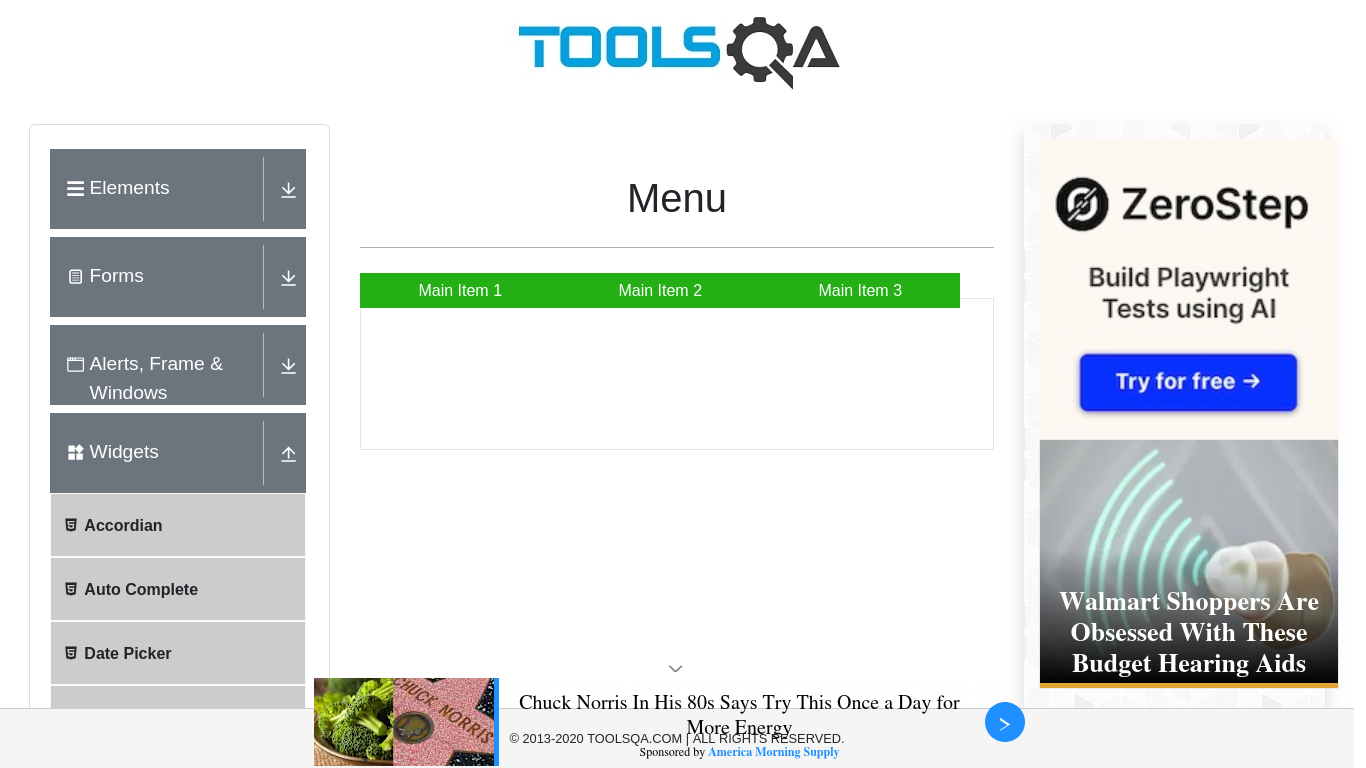 TOOLSQA
Elements
Forms
Alerts, Frame &
Windows
Widgets
Accordian
Auto Complete
Date Picker
Menu
Main Item 1 Main Item 2 Main Item 3
ZeroStep
Build Playwright
Tests using AI
Try for free →
Walmart Shoppers Are
Obsessed With These
Budget Hearing Aids
CHUCK NORRIS
Chuck Norris In His 80s Says Try This Once a Day for
More Energy
© 2013-2020 TOOLSQA.COM | ALL RIGHTS RESERVED.
Sponsored by America Morning Supply